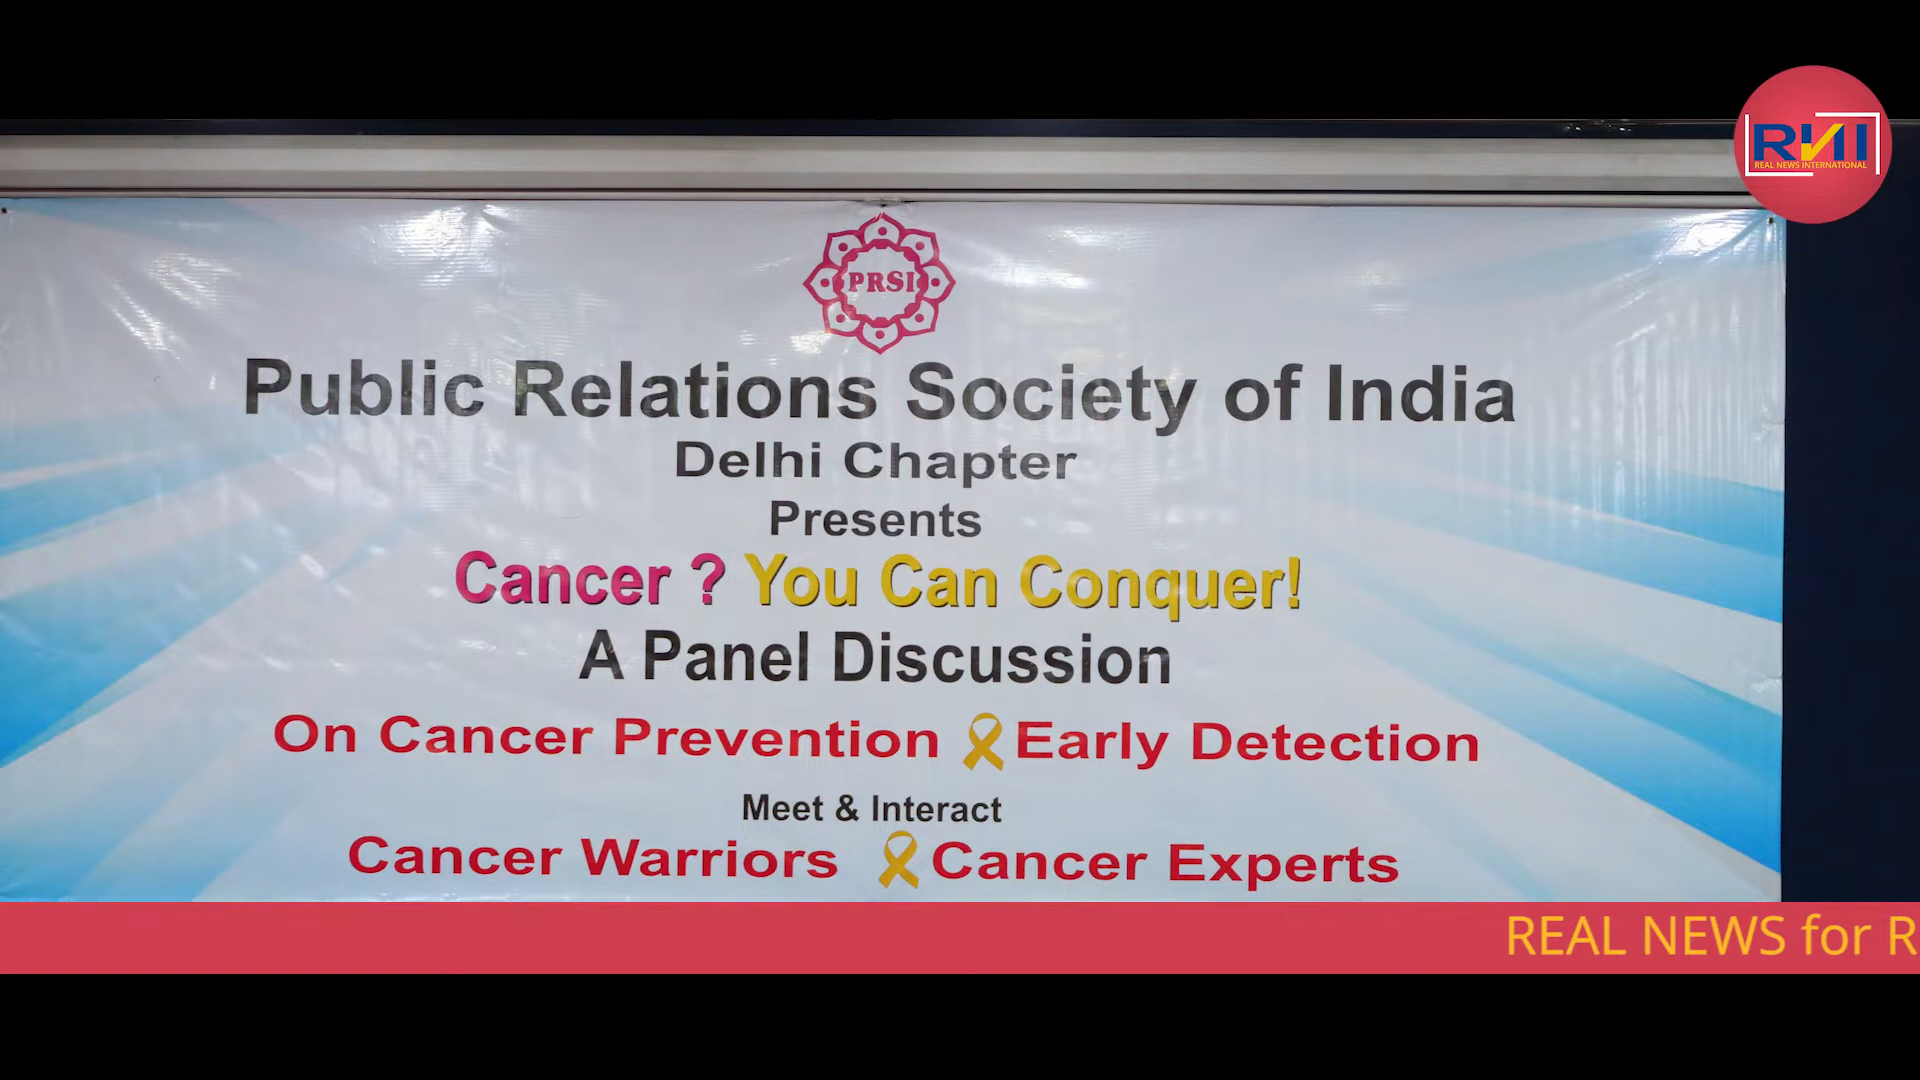 RNI
REAL NEWS INTERNATIONAL
PRSI
Public Relations Society of India
Delhi Chapter
Presents
Cancer ? You Can Conquer!
A Panel Discussion
On Cancer Prevention Early Detection
Meet & Interact
Cancer Warriors Cancer Experts
REAL NEWS for R